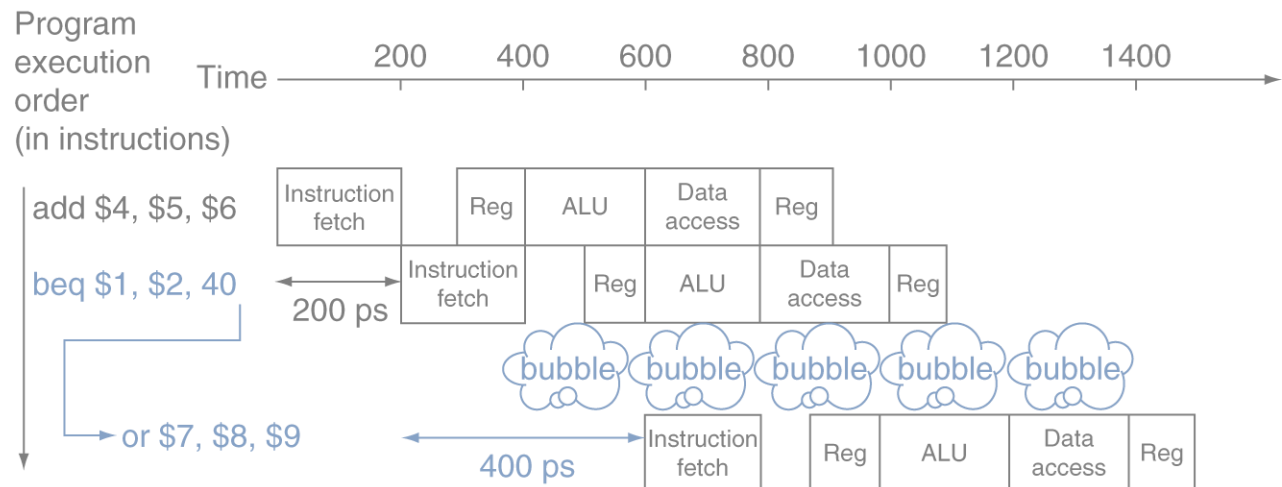 Program
execution
order
(in instructions)
Time
200 400 600 800 1000 1200 1400
add $4, $5, $6
Instruction
fetch
Reg
ALU
Data
access
Reg
beq $1, $2, 40
200 ps
Instruction
fetch
Reg
ALU
Data
access
Reg
bubble bubble bubble bubble bubble
or $7, $8, $9
400 ps
Instruction
fetch
Reg
ALU
Data
access
Reg